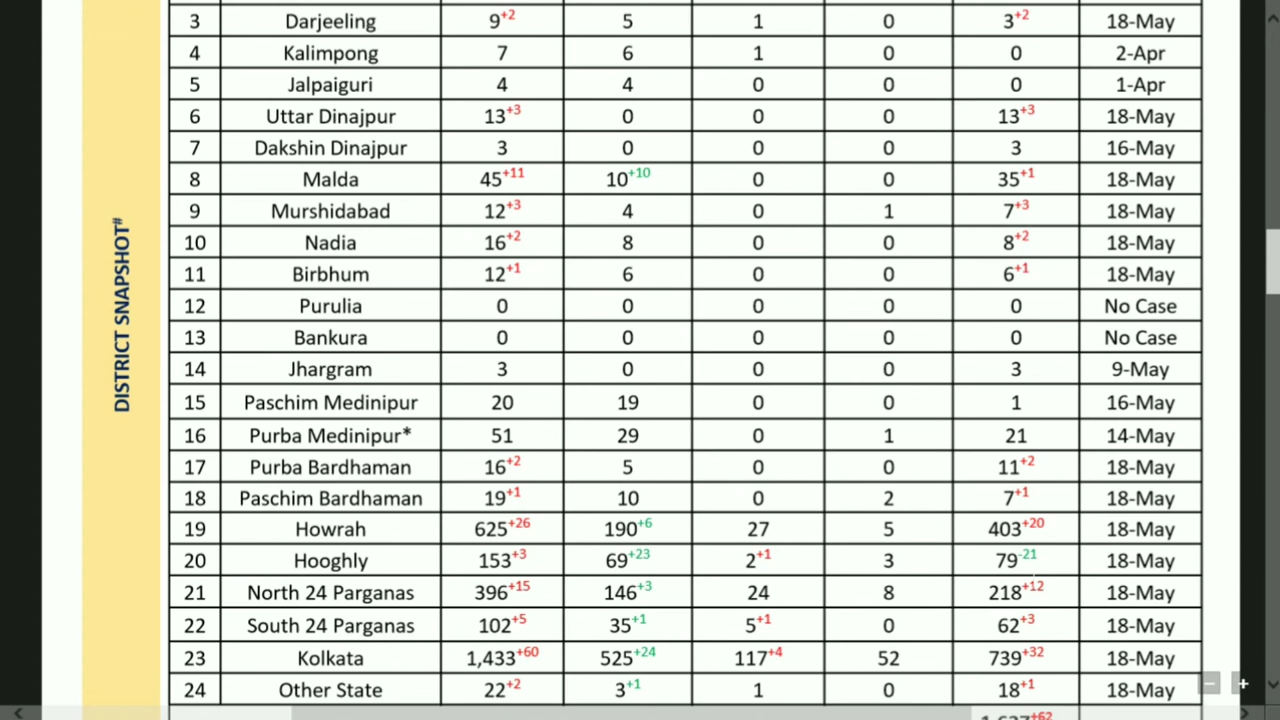 DISTRICT SNAPSHOT#
3 Darjeeling 9+2 5 1 0 3+2 18-May
4 Kalimpong 7 6 1 0 0 2-Apr
5 Jalpaiguri 4 4 0 0 0 1-Apr
6 Uttar Dinajpur 13+3 0 0 0 13+3 18-May
7 Dakshin Dinajpur 3 0 0 0 3 16-May
8 Malda 45+11 10+10 0 0 35+1 18-May
9 Murshidabad 12+3 4 0 1 7+3 18-May
10 Nadia 16+2 8 0 0 8+2 18-May
11 Birbhum 12+1 6 0 0 6+1 18-May
12 Purulia 0 0 0 0 0 No Case
13 Bankura 0 0 0 0 0 No Case
14 Jhargram 3 0 0 0 3 9-May
15 Paschim Medinipur 20 19 0 0 1 16-May
16 Purba Medinipur* 51 29 0 1 21 14-May
17 Purba Bardhaman 16+2 5 0 0 11+2 18-May
18 Paschim Bardhaman 19+1 10 0 2 7+1 18-May
19 Howrah 625+26 190+6 27 5 403+20 18-May
20 Hooghly 153+3 69+23 2+1 3 79-21 18-May
21 North 24 Parganas 396+15 146+3 24 8 218+12 18-May
22 South 24 Parganas 102+5 35+1 5+1 0 62+3 18-May
23 Kolkata 1,433+60 525+24 117+4 52 739+32 18-May
24 Other State 22+2 3+1 1 0 18+1 18-May
1,637+62